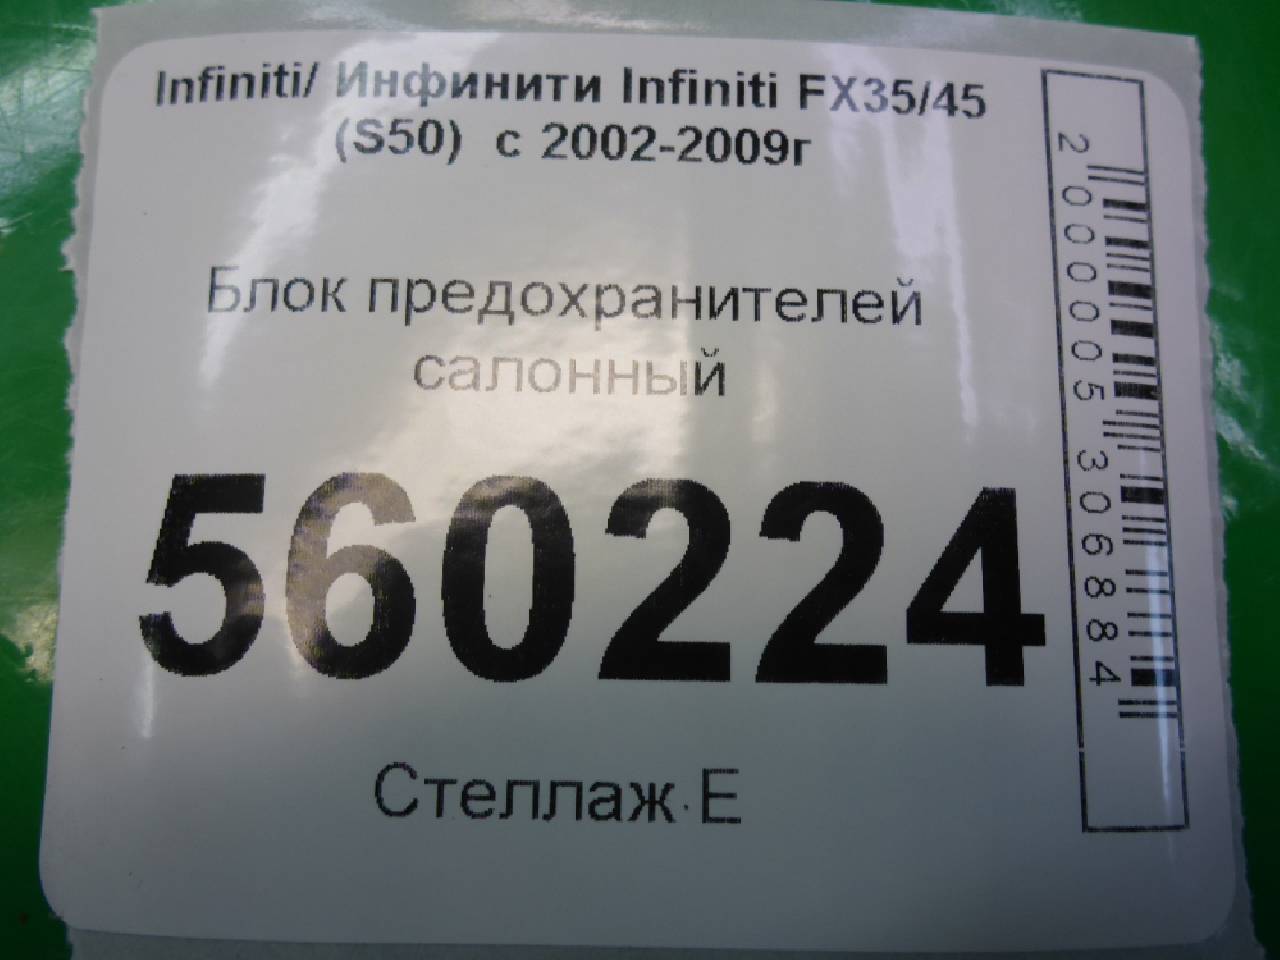 Infiniti/ Инфинити Infiniti FX35/45
(S50) с 2002-2009г
Блок предохранителей
салонный
560224
Стеллаж E
2000005306884